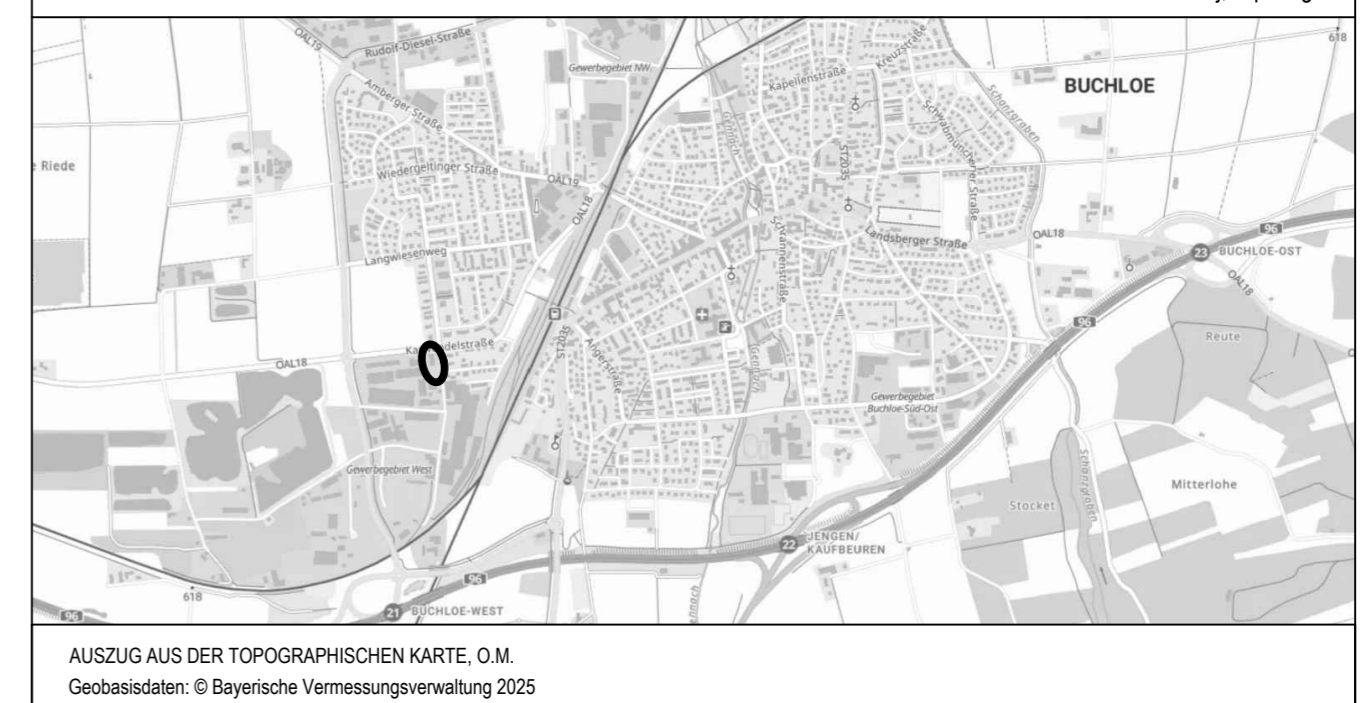 618
OAL19
Rudolf-Diesel-Straße
Gewerbegebiet NW
Kreuzstraße
Kapellenstraße
BUCHLOE
Amberger Straße
Schanzgraben
Gennach
Schwabmünchener Straße
e Riede
Wiedergeltinger Straße
OAL19
ST2035
OAL18
Landsberger Straße
OAL18
96
23 BUCHLOE-OST
Langwiesenweg
OAL18
96
ST2035
Angerstraße
Gennach
Reute
OAL18
Gewerbegebiet
Buchloe-Süd-Ost
Gewerbegebiet West
Schanzgraben
Mitterlohe
Stocket
22 JENGEN/
KAUFBEUREN
96
618
ennach
96
21 BUCHLOE-WEST
AUSZUG AUS DER TOPOGRAPHISCHEN KARTE, O.M.
Geobasisdaten: © Bayerische Vermessungsverwaltung 2025